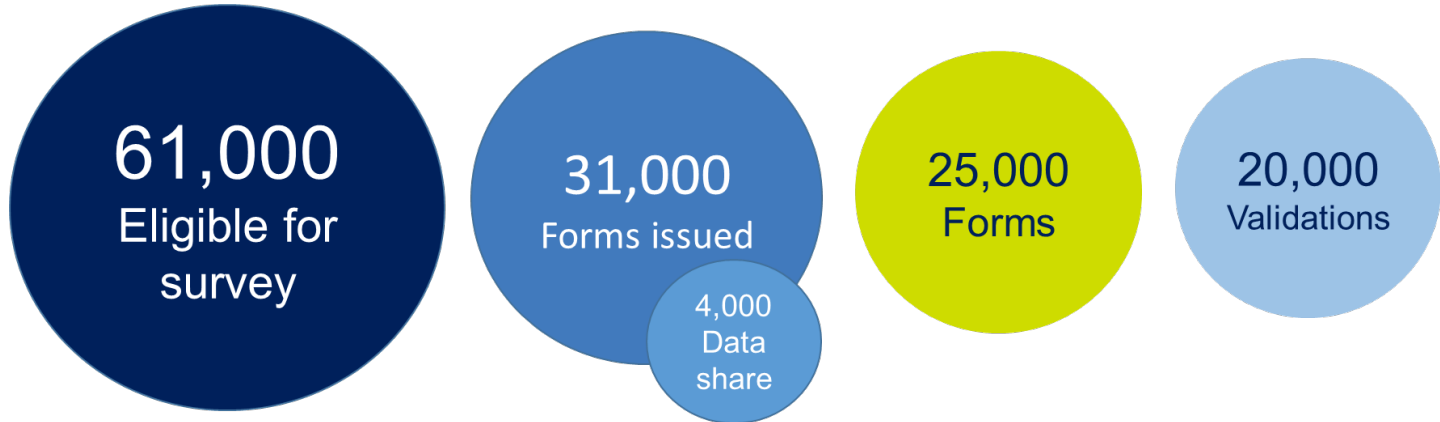 61,000
Eligible for
survey
31,000
Forms issued
4,000
Data
share
25,000
Forms
20,000
Validations